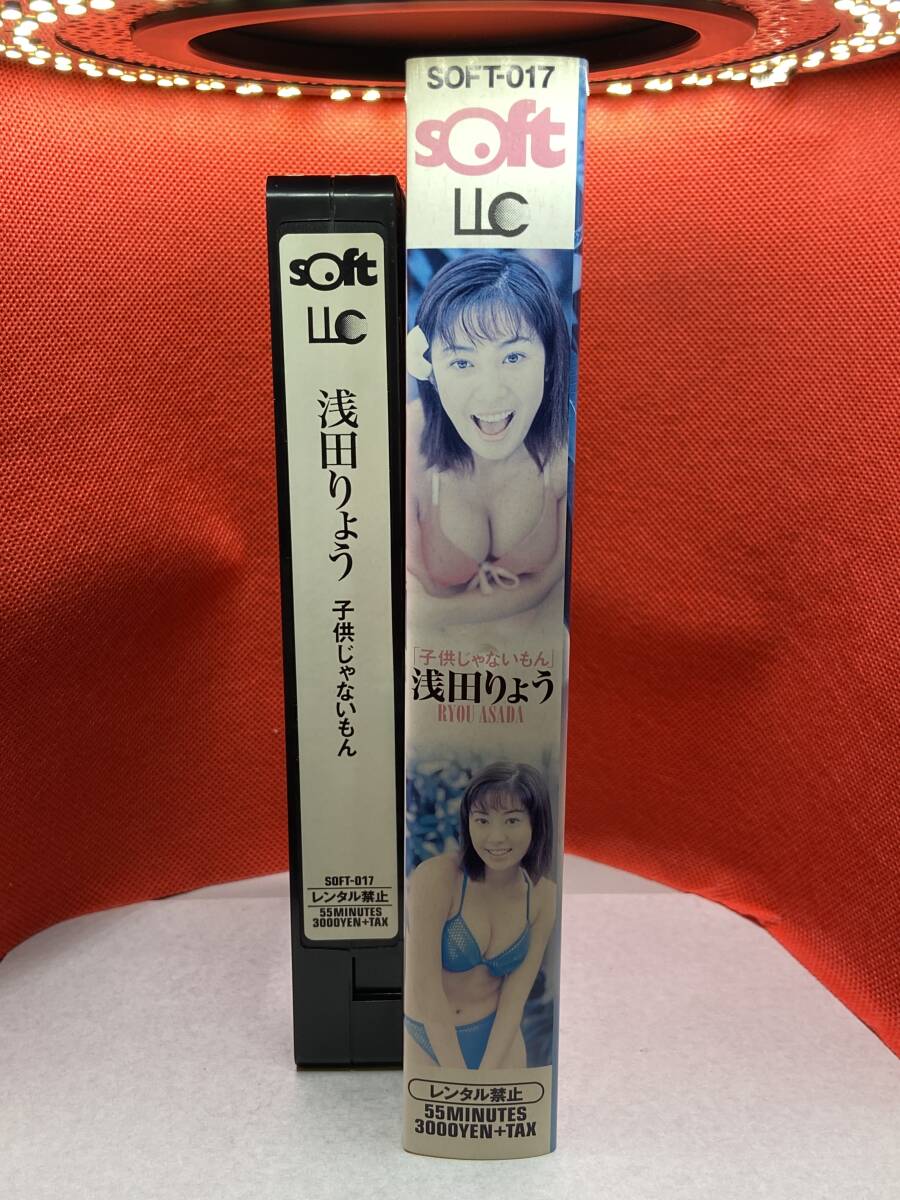 soft
LLC
浅田りょう 子供じゃないもん
SOFT-017
レンタル禁止
55MINUTES
3000YEN+TAX
SOFT-017
soft
LLC
「子供じゃないもん」
浅田りょう
RYOU ASADA
レンタル禁止
55MINUTES
3000YEN+TAX